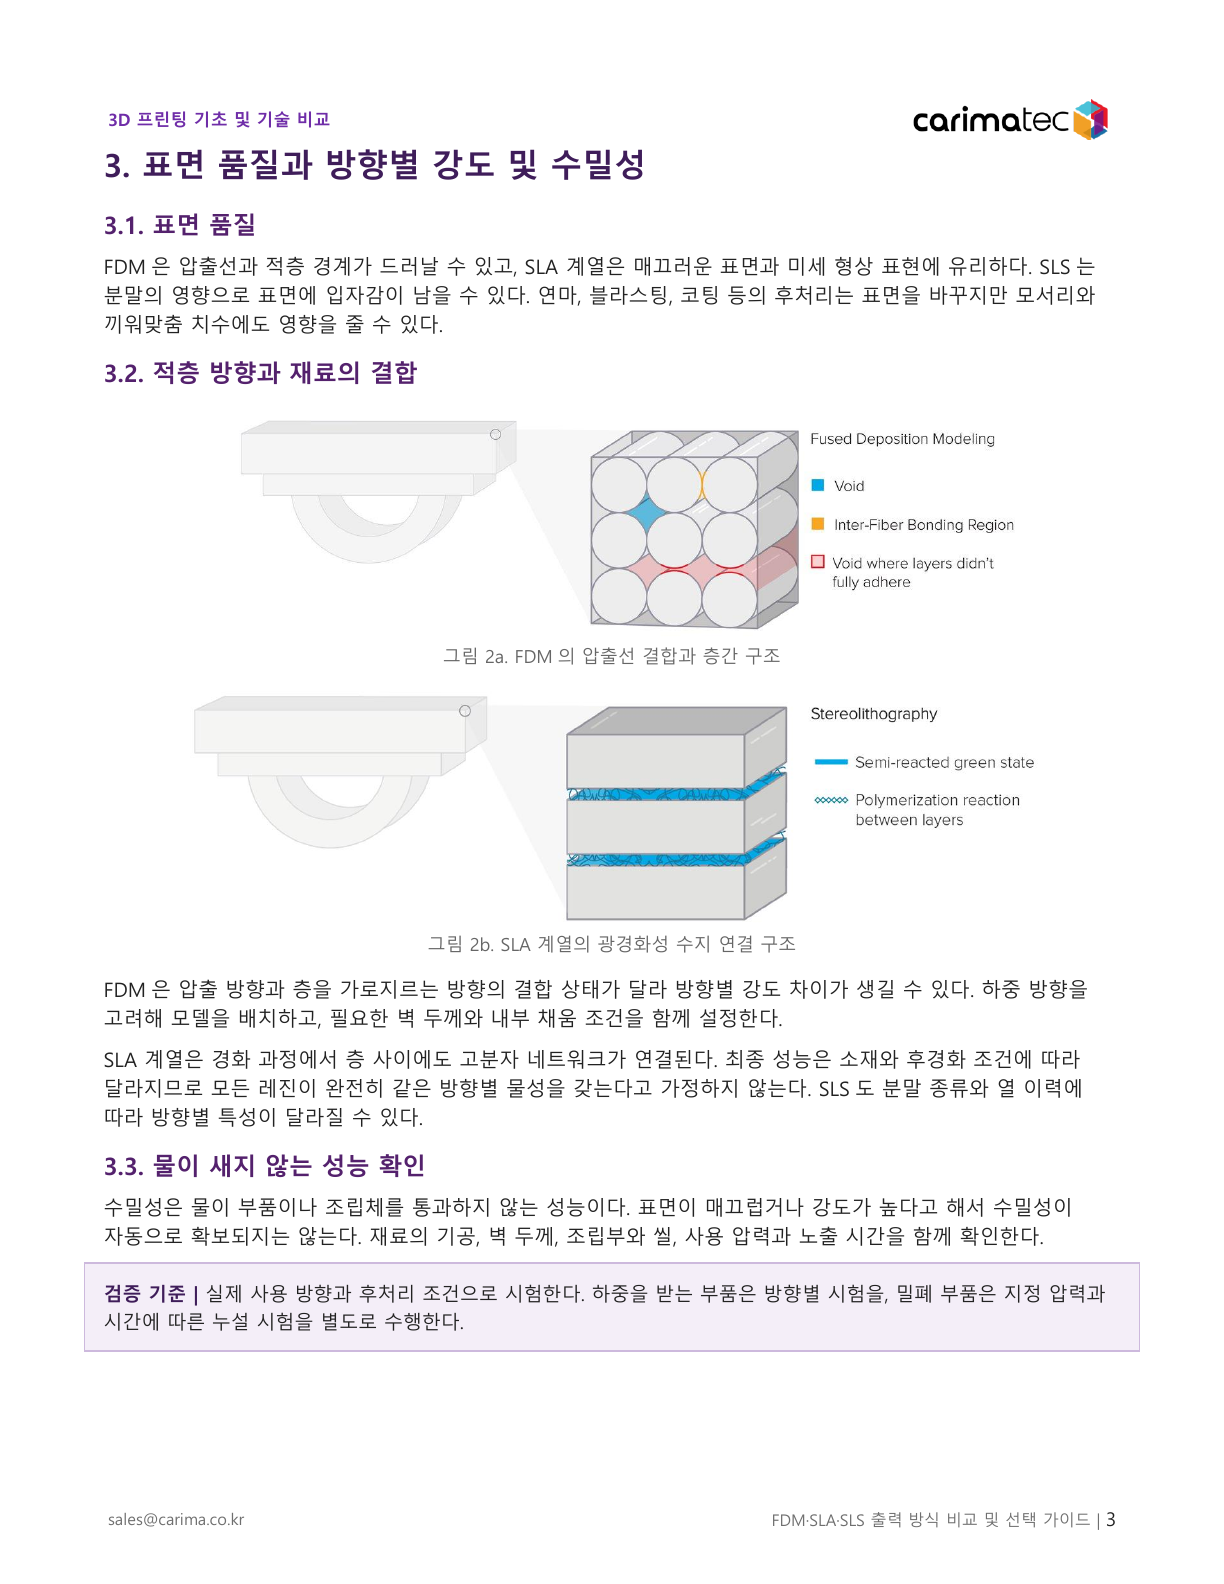 3D 프린팅 기초 및 기술 비교
carimatec
3. 표면 품질과 방향별 강도 및 수밀성
3.1. 표면 품질
FDM 은 압출선과 적층 경계가 드러날 수 있고, SLA 계열은 매끄러운 표면과 미세 형상 표현에 유리하다. SLS 는
분말의 영향으로 표면에 입자감이 남을 수 있다. 연마, 블라스팅, 코팅 등의 후처리는 표면을 바꾸지만 모서리와
끼워맞춤 치수에도 영향을 줄 수 있다.
3.2. 적층 방향과 재료의 결합
Fused Deposition Modeling
Void
Inter-Fiber Bonding Region
Void where layers didn't
fully adhere
그림 2a. FDM 의 압출선 결합과 층간 구조
Stereolithography
Semi-reacted green state
Polymerization reaction
between layers
그림 2b. SLA 계열의 광경화성 수지 연결 구조
FDM 은 압출 방향과 층을 가로지르는 방향의 결합 상태가 달라 방향별 강도 차이가 생길 수 있다. 하중 방향을
고려해 모델을 배치하고, 필요한 벽 두께와 내부 채움 조건을 함께 설정한다.
SLA 계열은 경화 과정에서 층 사이에도 고분자 네트워크가 연결된다. 최종 성능은 소재와 후경화 조건에 따라
달라지므로 모든 레진이 완전히 같은 방향별 물성을 갖는다고 가정하지 않는다. SLS 도 분말 종류와 열 이력에
따라 방향별 특성이 달라질 수 있다.
3.3. 물이 새지 않는 성능 확인
수밀성은 물이 부품이나 조립체를 통과하지 않는 성능이다. 표면이 매끄럽거나 강도가 높다고 해서 수밀성이
자동으로 확보되지는 않는다. 재료의 기공, 벽 두께, 조립부와 씰, 사용 압력과 노출 시간을 함께 확인한다.
검증 기준 | 실제 사용 방향과 후처리 조건으로 시험한다. 하중을 받는 부품은 방향별 시험을, 밀폐 부품은 지정 압력과
시간에 따른 누설 시험을 별도로 수행한다.
sales@carima.co.kr
FDM·SLA·SLS 출력 방식 비교 및 선택 가이드 | 3